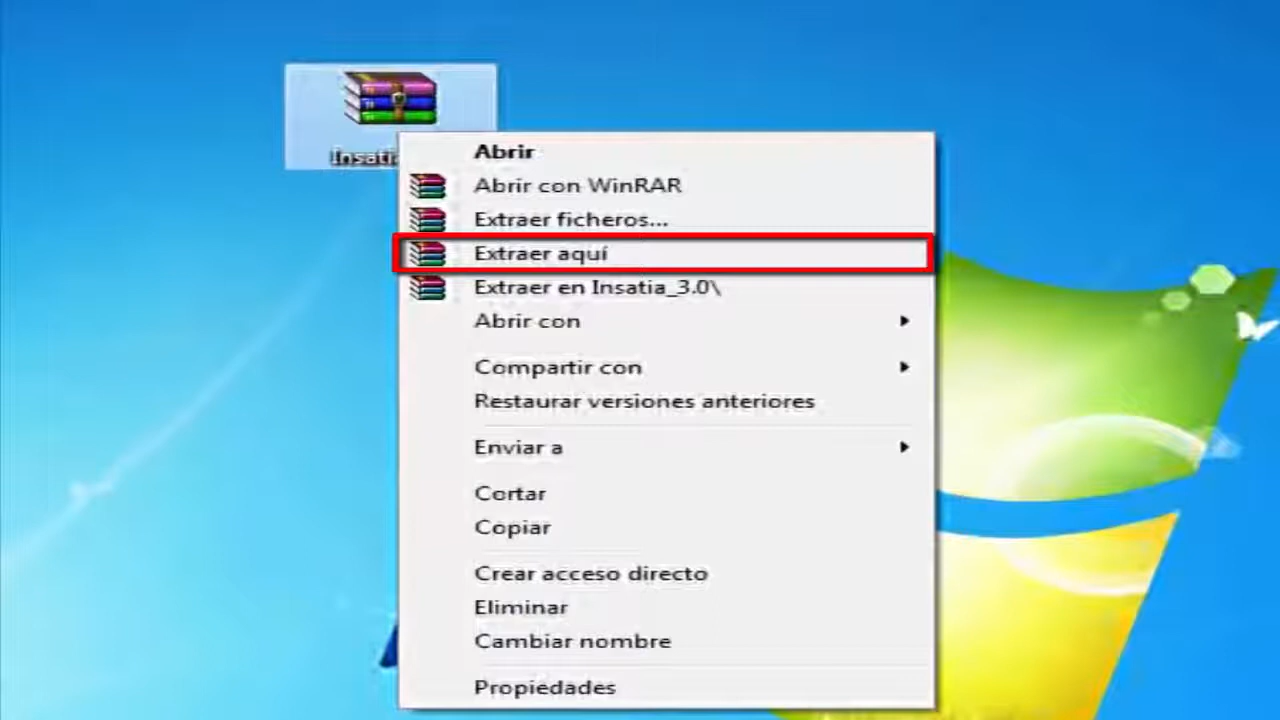 Abrir
Abrir con WinRAR
Extraer ficheros...
Extraer aquí
Extraer en Insatia_3.0\
Abrir con
Compartir con
Restaurar versiones anteriores
Enviar a
Cortar
Copiar
Crear acceso directo
Eliminar
Cambiar nombre
Propiedades